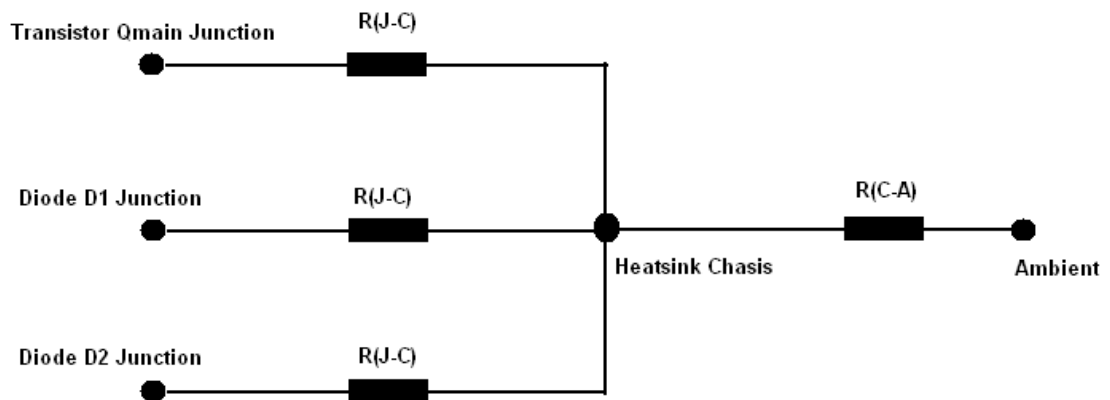 R(J-C)
Transistor Qmain Junction
Diode D1 Junction
R(J-C)
R(C-A)
Heatsink Chasis
Ambient
Diode D2 Junction
R(J-C)